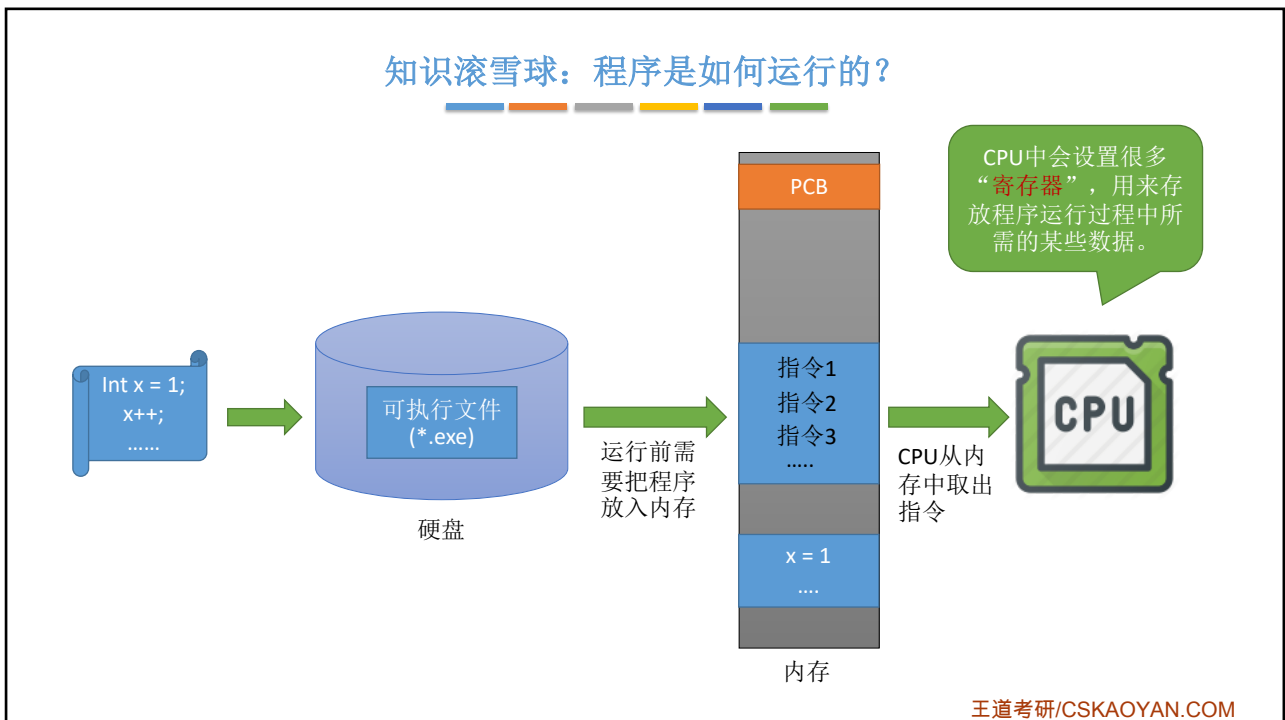 知识滚雪球：程序是如何运行的？
CPU中会设置很多
“寄存器”，用来存
放程序运行过程中所
需的某些数据。
PCB
Int x = 1;
x++;
……
可执行文件
(*.exe)
硬盘
运行前需
要把程序
放入内存
指令1
指令2
指令3
…..
x = 1
….
内存
CPU从内
存中取出
指令
CPU
王道考研/CSKAOYAN.COM